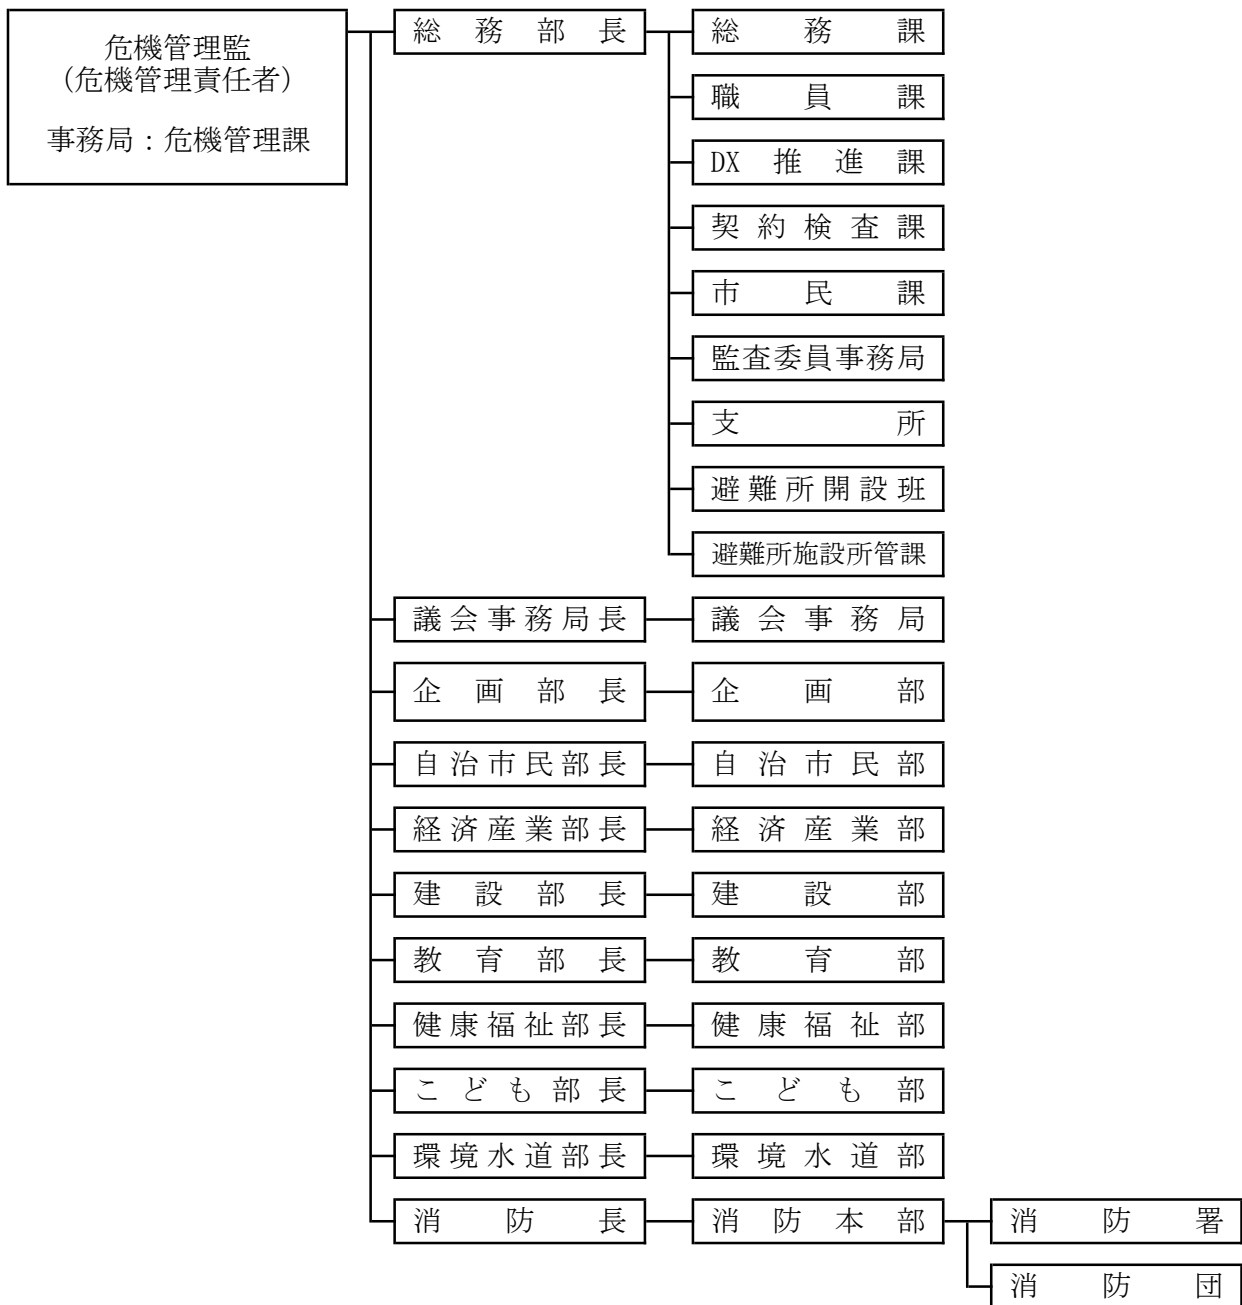 危機管理監
（危機管理責任者）
事務局：危機管理課
総務部長
総務課
職員課
DX推進課
契約検査課
市民課
監査委員事務局
支所
避難所開設班
避難所施設所管課
議会事務局長
議会事務局
企画部長
企画部
自治市民部長
自治市民部
経済産業部長
経済産業部
建設部長
建設部
教育部長
教育部
健康福祉部長
健康福祉部
こども部長
こども部
環境水道部長
環境水道部
消防長
消防本部
消防署
消防団